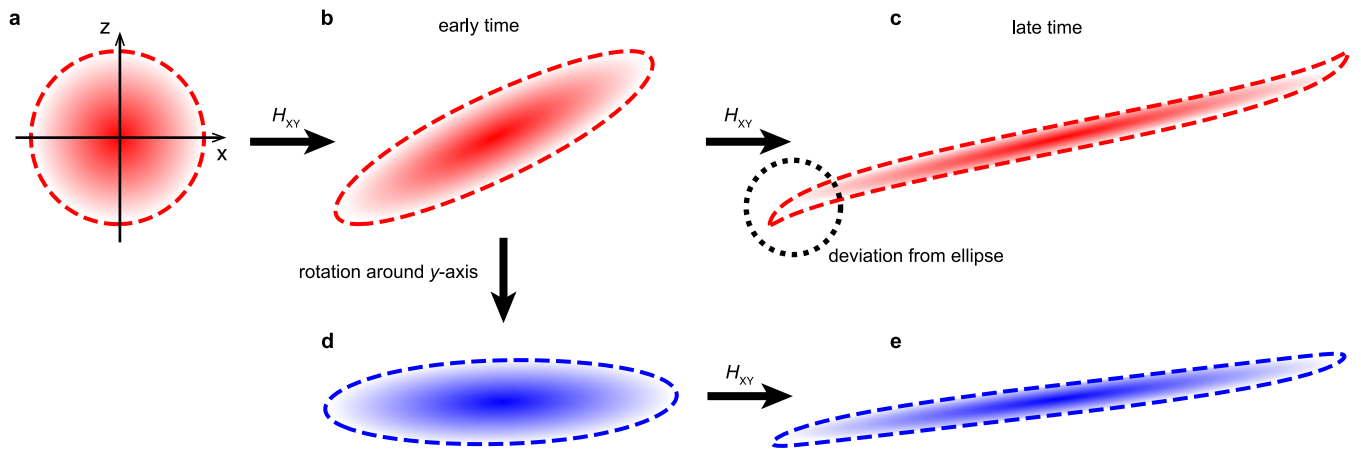 a
z
x
H_XY
b
early time
H_XY
c
late time
deviation from ellipse
rotation around y-axis
d
H_XY
e